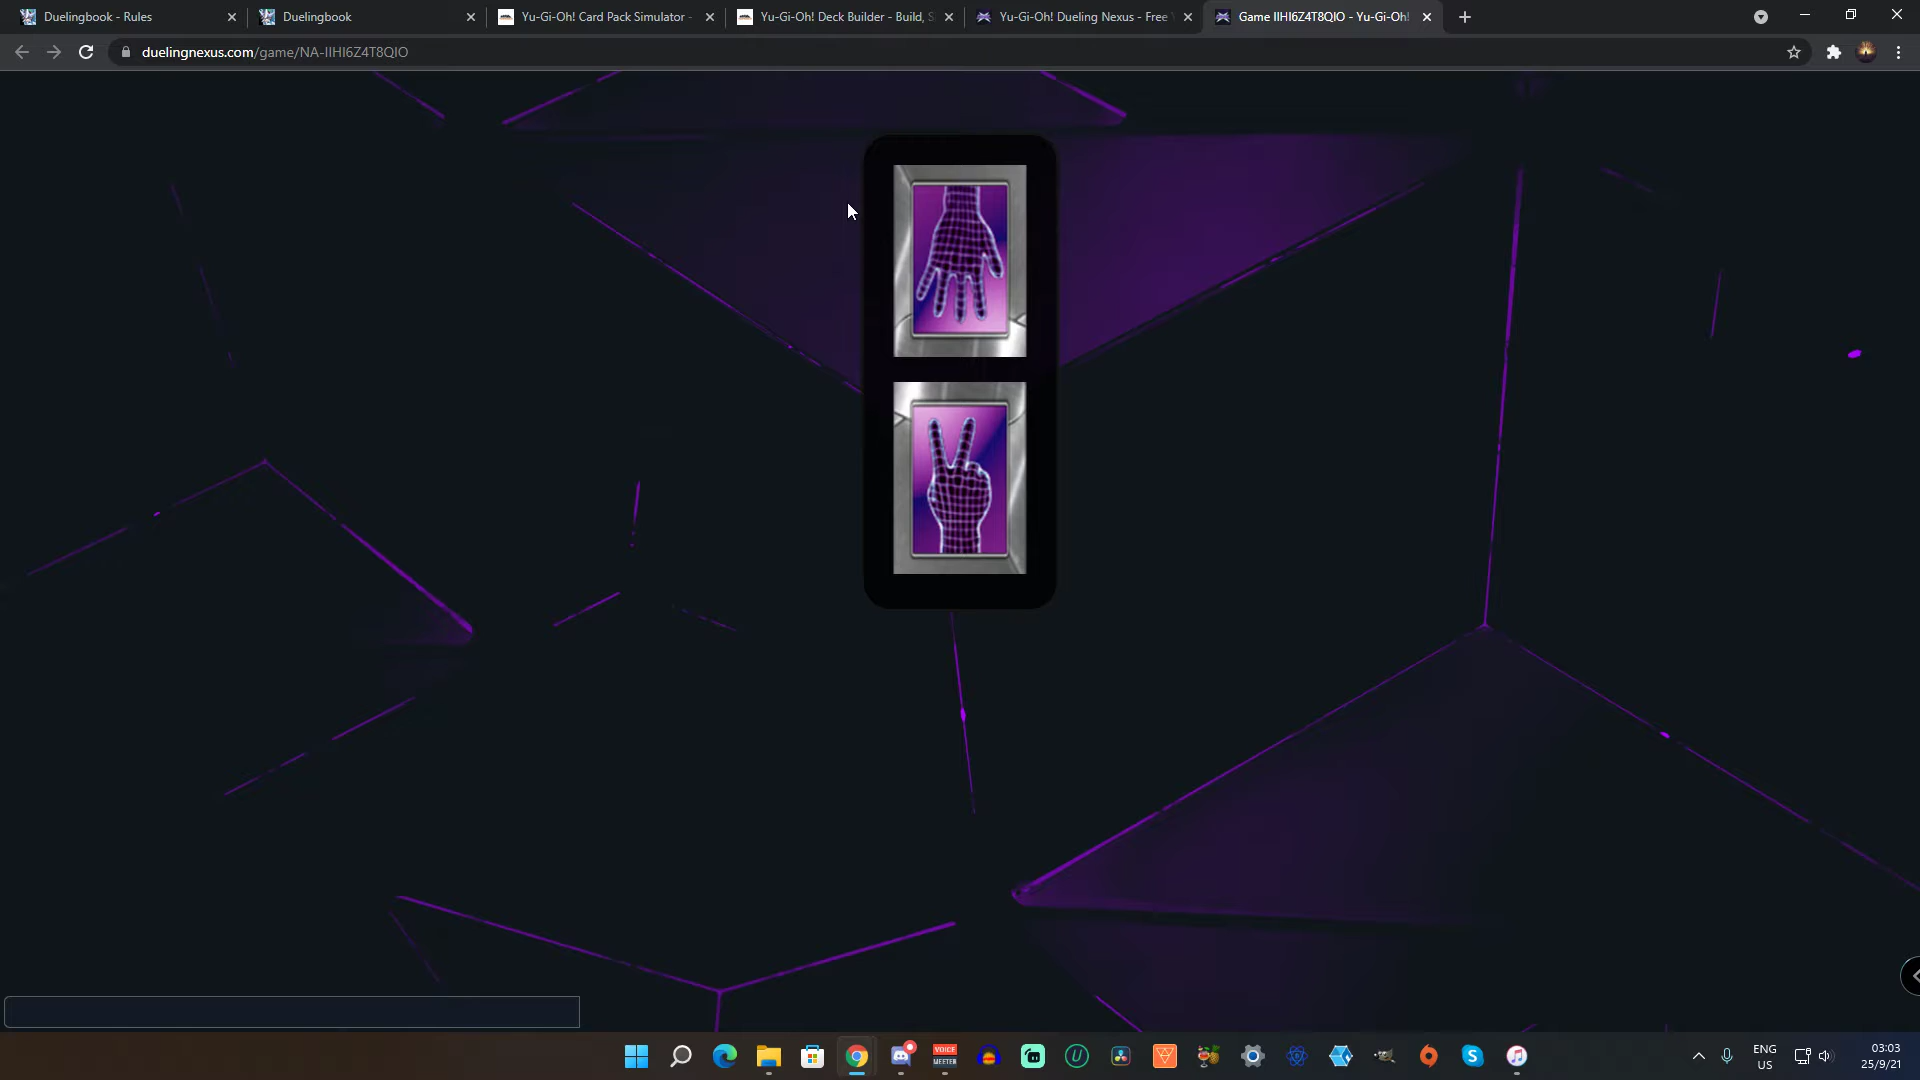 Duelingbook - Rules
Duelingbook
Yu-Gi-Oh! Card Pack Simulator -
Yu-Gi-Oh! Deck Builder - Build, S
Yu-Gi-Oh! Dueling Nexus - Free Y
Game IIHI6Z4T8QIO - Yu-Gi-Oh!
duelingnexus.com/game/NA-IIHI6Z4T8QIO
VOICE
MEETER
ENG
US
03:03
25/9/21